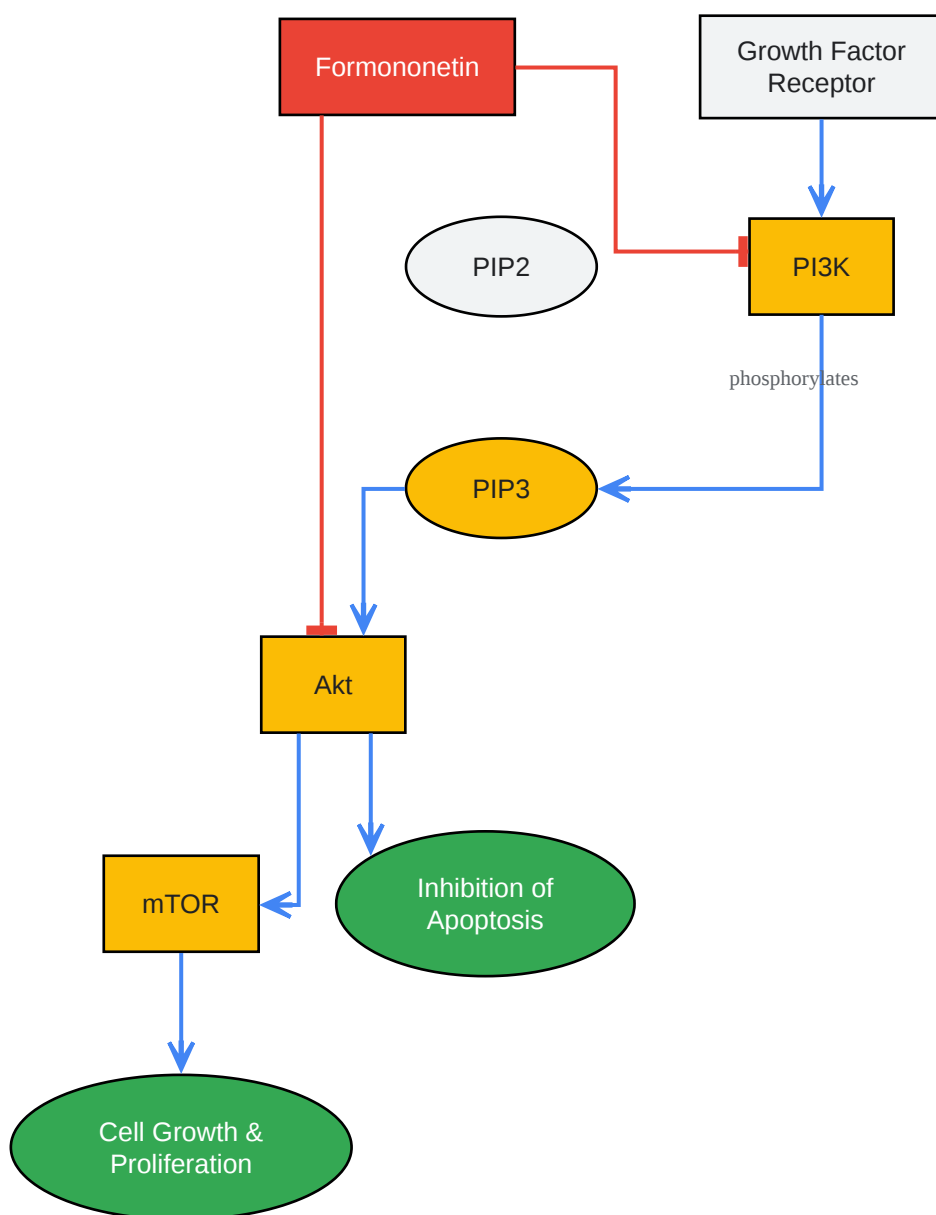 Formononetin
Growth Factor
Receptor
PIP2
PI3K
phosphorylates
PIP3
Akt
mTOR
Inhibition of
Apoptosis
Cell Growth &
Proliferation